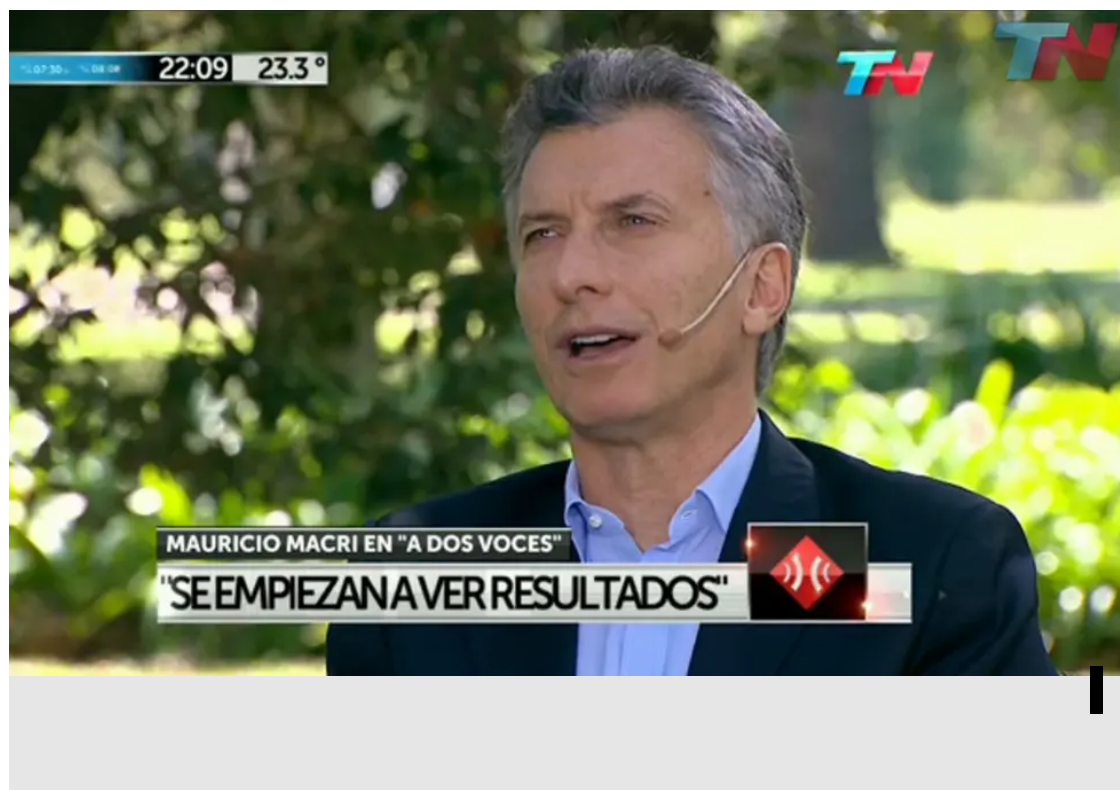 22:09 23.3°
TN TN
MAURICIO MACRI EN "A DOS VOCES"
"SE EMPIEZAN A VER RESULTADOS"